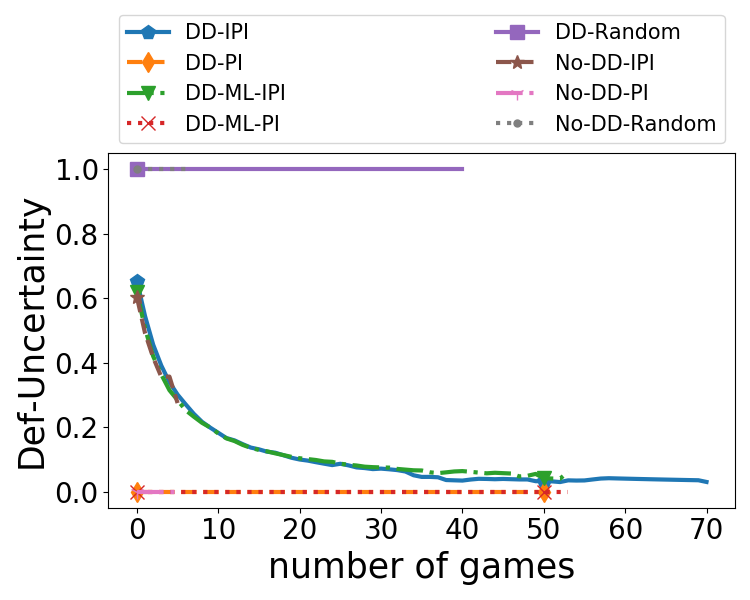 DD-IPI
DD-PI
DD-ML-IPI
DD-ML-PI
DD-Random
No-DD-IPI
No-DD-PI
No-DD-Random
Def-Uncertainty
1.0
0.8
0.6
0.4
0.2
0.0
0 10 20 30 40 50 60 70
number of games